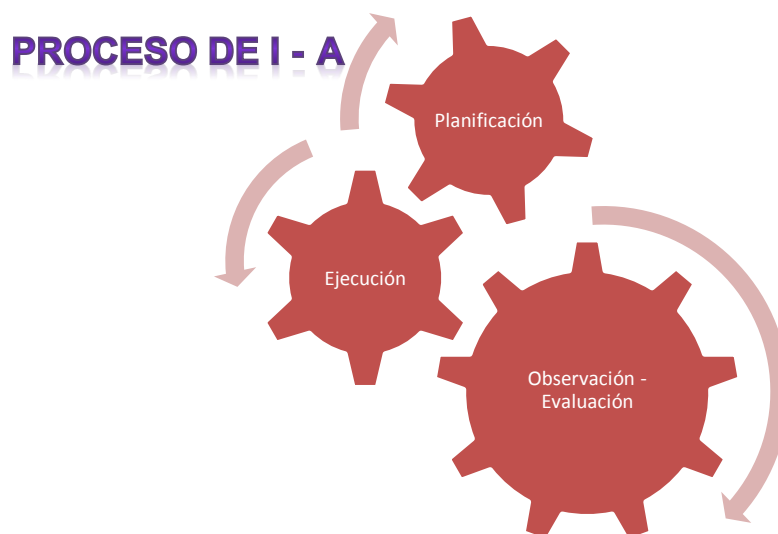 PROCESO DE I - A
Planificación
Ejecución
Observación -
Evaluación